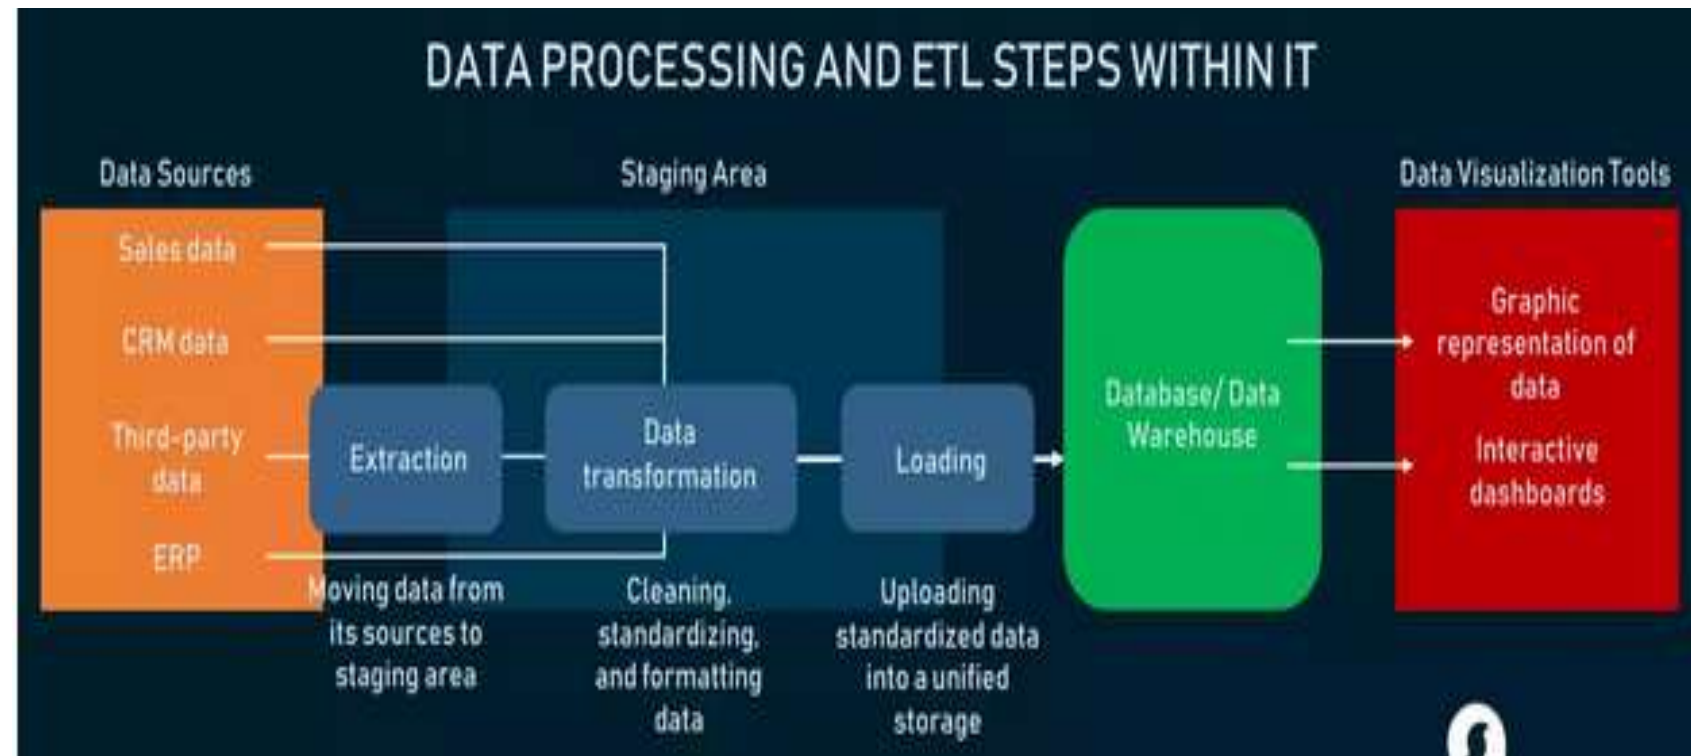 DATA PROCESSING AND ETL STEPS WITHIN IT
Data Sources
Sales data
CRM data
Third-party
data
ERP
Staging Area
Extraction
Moving data from
its sources to
staging area
Data
transformation
Cleaning,
standardizing,
and formatting
data
Loading
Uploading
standardized data
into a unified
storage
Database/ Data
Warehouse
Data Visualization Tools
Graphic
representation of
data
Interactive
dashboards